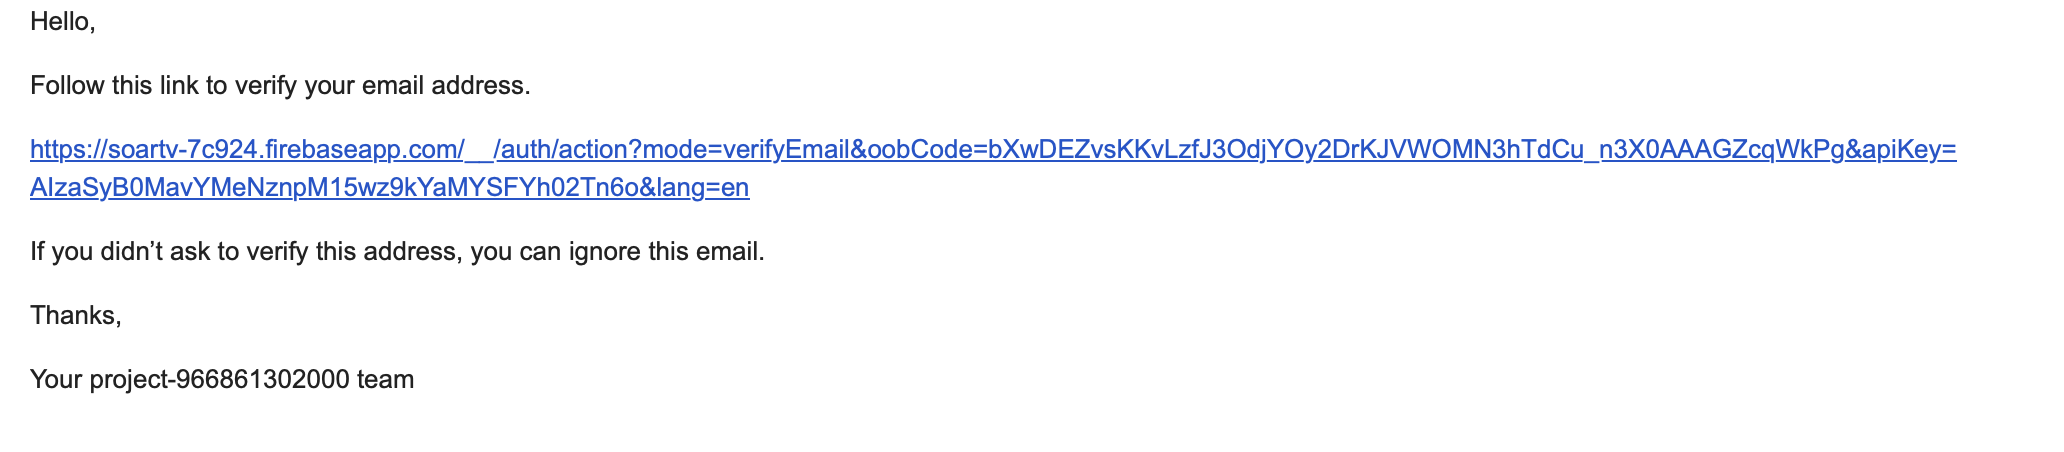 Hello,
Follow this link to verify your email address.
https://soartv-7c924.firebaseapp.com/__/auth/action?mode=verifyEmail&oobCode=bXwDEZvsKKvLzfJ3OdjYOy2DrKJVWOMN3hTdCu_n3X0AAAGZcqWkPg&apiKey=
AIzaSyB0MavYMeNznpM15wz9kYaMYSFYh02Tn6o&lang=en
If you didn’t ask to verify this address, you can ignore this email.
Thanks,
Your project-966861302000 team